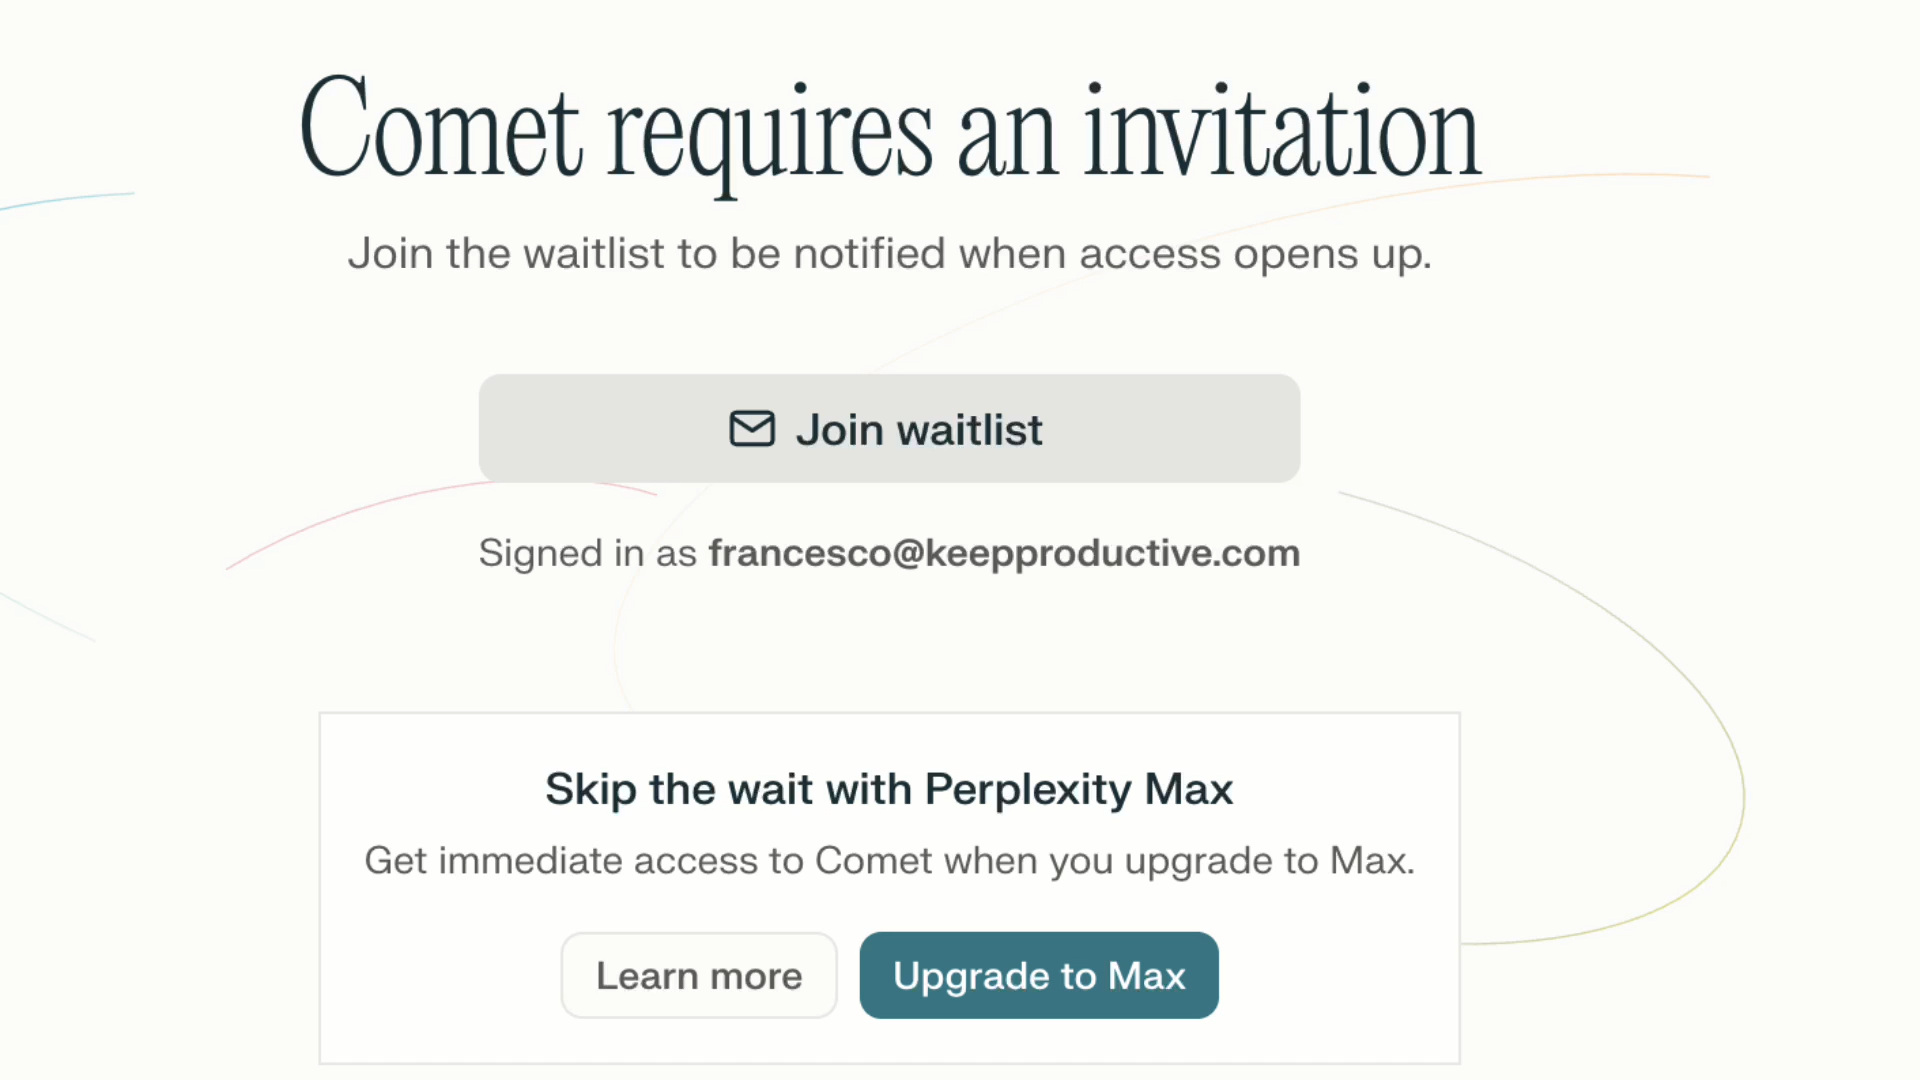 Comet requires an invitation
Join the waitlist to be notified when access opens up.
Join waitlist
Signed in as francesco@keepproductive.com
Skip the wait with Perplexity Max
Get immediate access to Comet when you upgrade to Max.
Learn more
Upgrade to Max